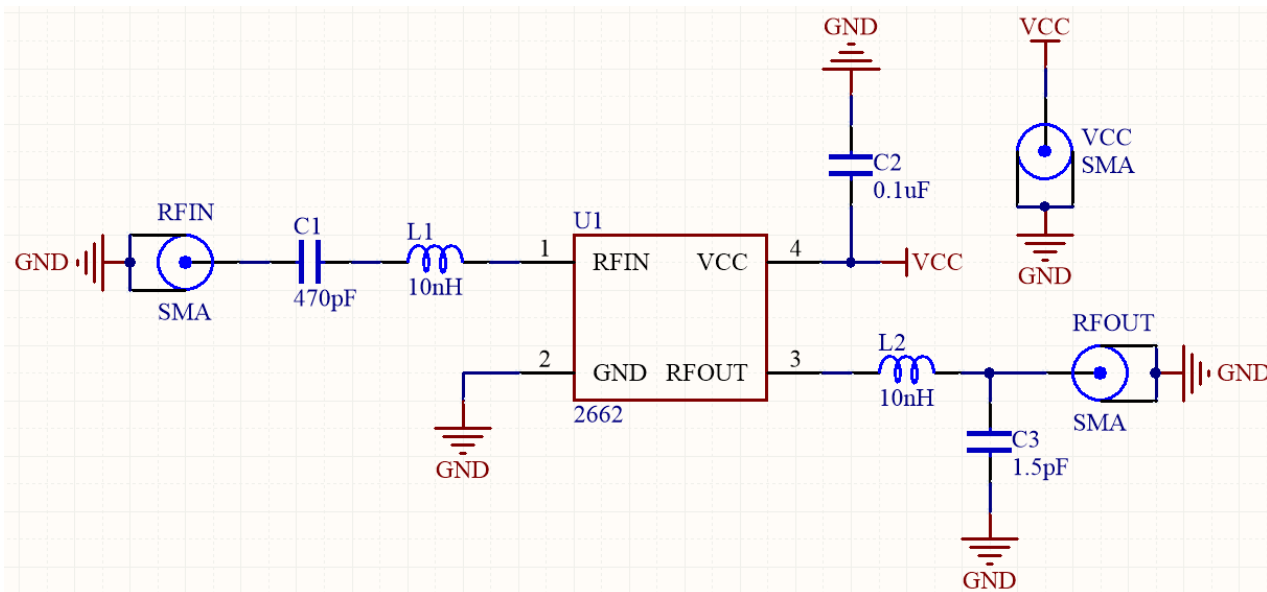 GND
VCC
C2
0.1uF
VCC
SMA
GND
RFIN
GND
SMA
C1
470pF
L1
10nH
U1
1
RFIN
VCC
4
VCC
2
GND
RFOUT
3
2662
GND
L2
10nH
RFOUT
GND
SMA
C3
1.5pF
GND